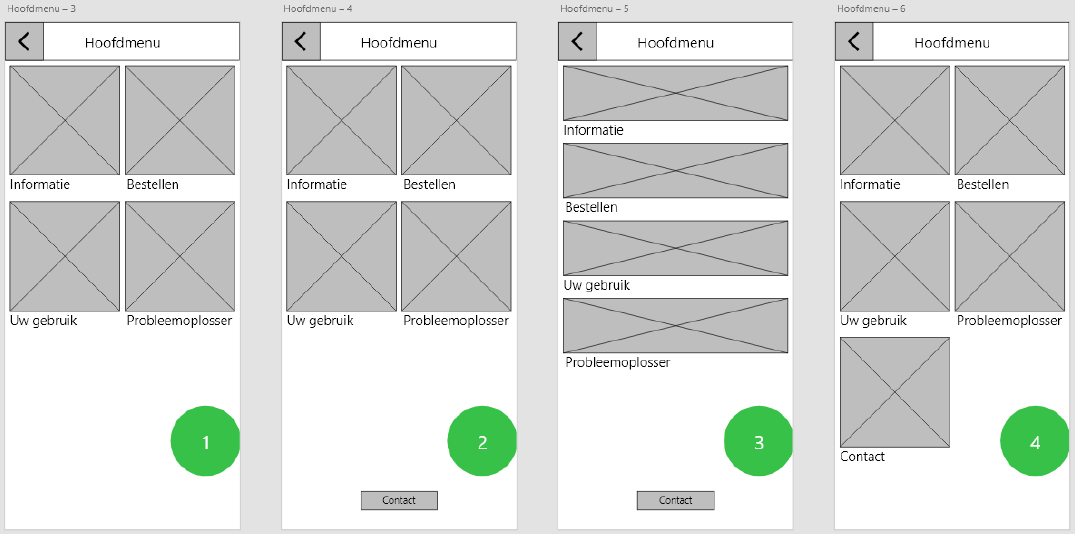 Hoofdmenu – 3
Hoofdmenu
Informatie
Bestellen
Uw gebruik
Probleemoplosser
1
Hoofdmenu – 4
Hoofdmenu
Informatie
Bestellen
Uw gebruik
Probleemoplosser
2
Contact
Hoofdmenu – 5
Hoofdmenu
Informatie
Bestellen
Uw gebruik
Probleemoplosser
3
Contact
Hoofdmenu – 6
Hoofdmenu
Informatie
Bestellen
Uw gebruik
Probleemoplosser
4
Contact